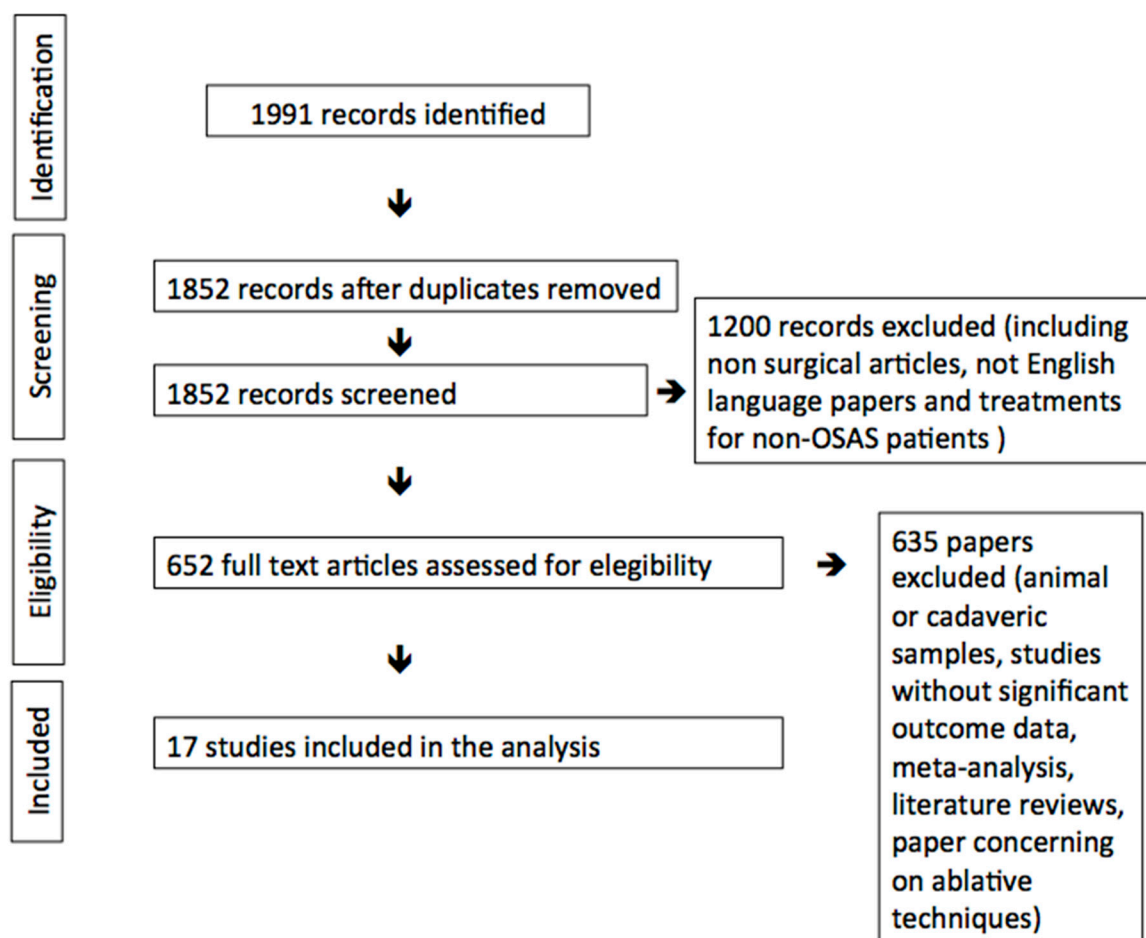 Identification
1991 records identified
Screening
1852 records after duplicates removed
1852 records screened
1200 records excluded (including
non surgical articles, not English
language papers and treatments
for non-OSAS patients )
Eligibility
652 full text articles assessed for elegibility
635 papers
excluded (animal
or cadaveric
samples, studies
without significant
outcome data,
meta-analysis,
literature reviews,
paper concerning
on ablative
techniques)
Included
17 studies included in the analysis